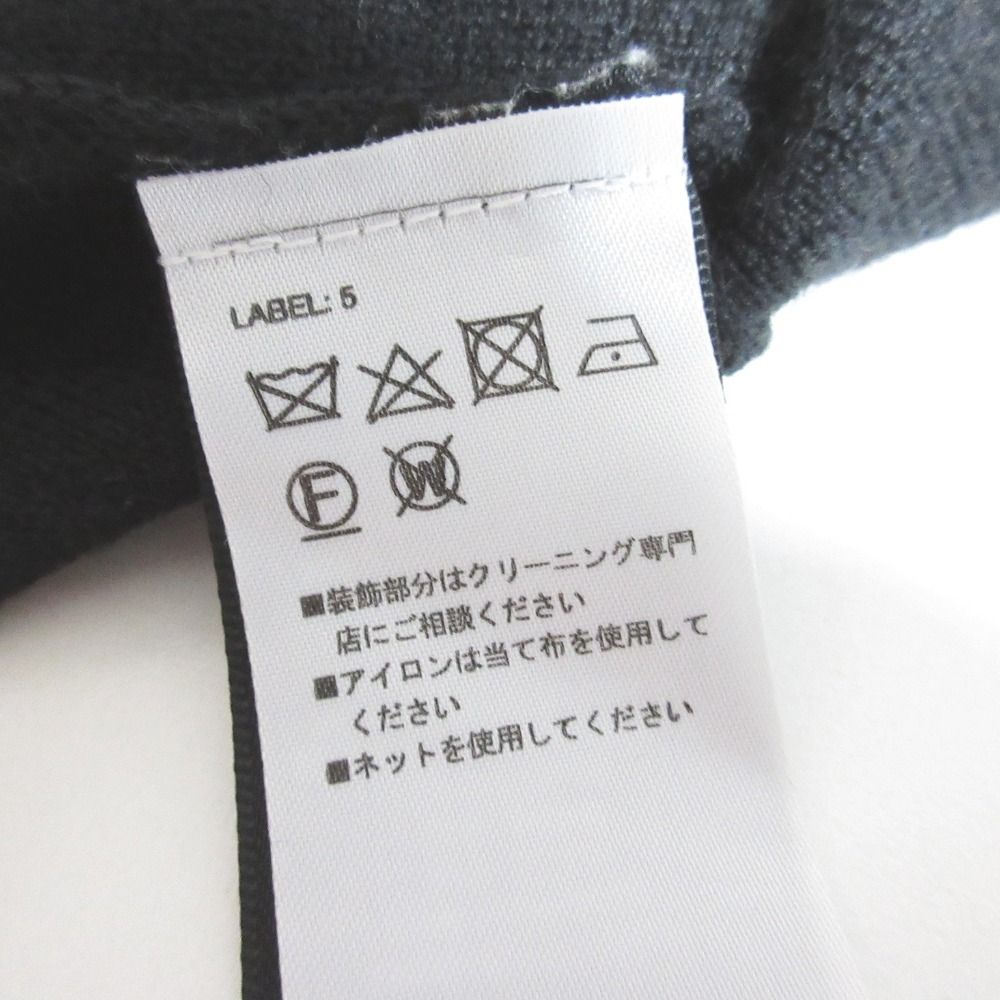 LABEL: 5
F W
■装飾部分はクリーニング専門
店にご相談ください
■アイロンは当て布を使用して
ください
■ネットを使用してください